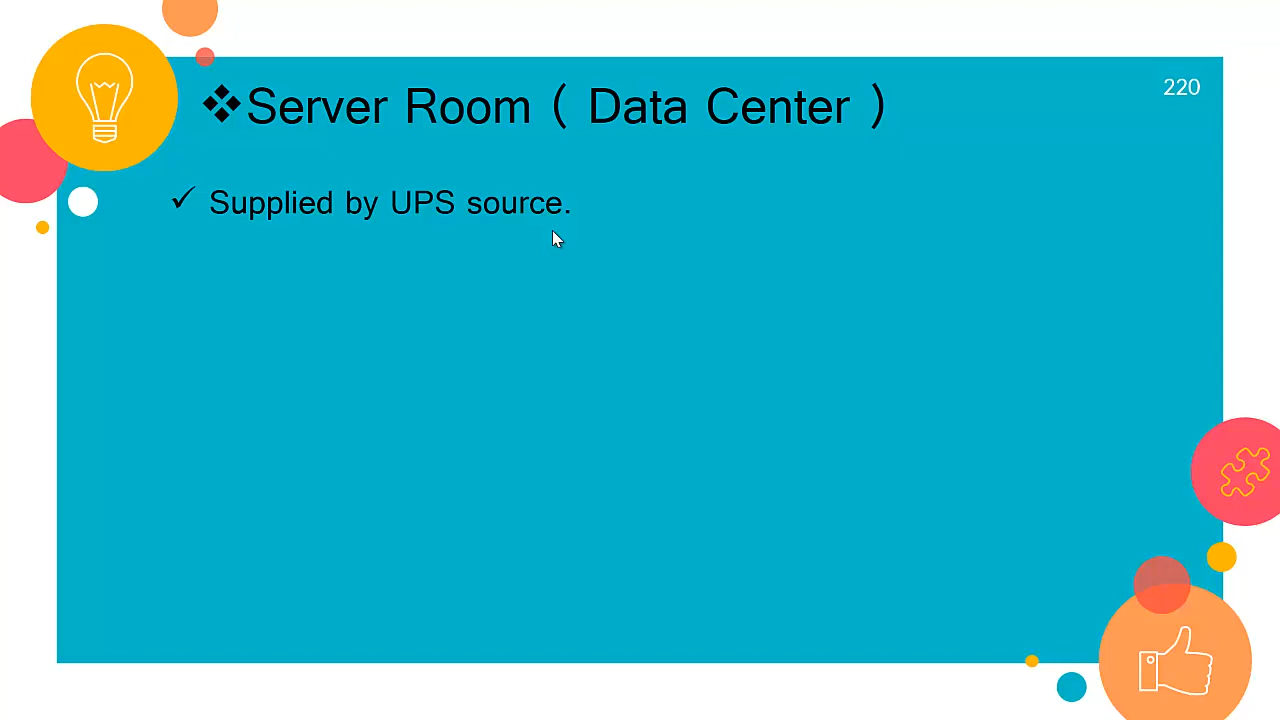 ❖Server Room ( Data Center )
220
✓ Supplied by UPS source.